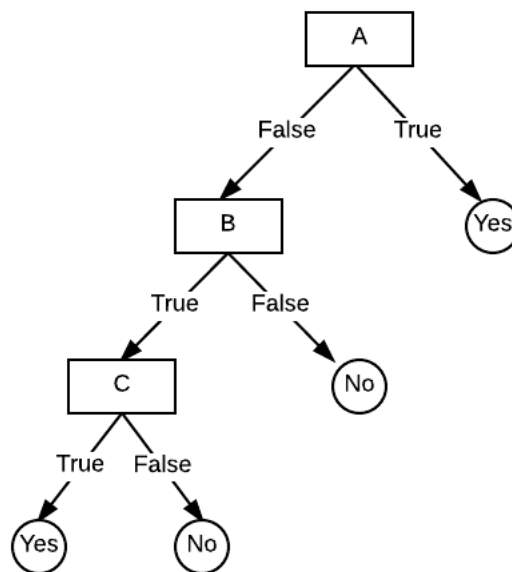 A
False True
B
Yes
True False
C
No
True False
Yes
No